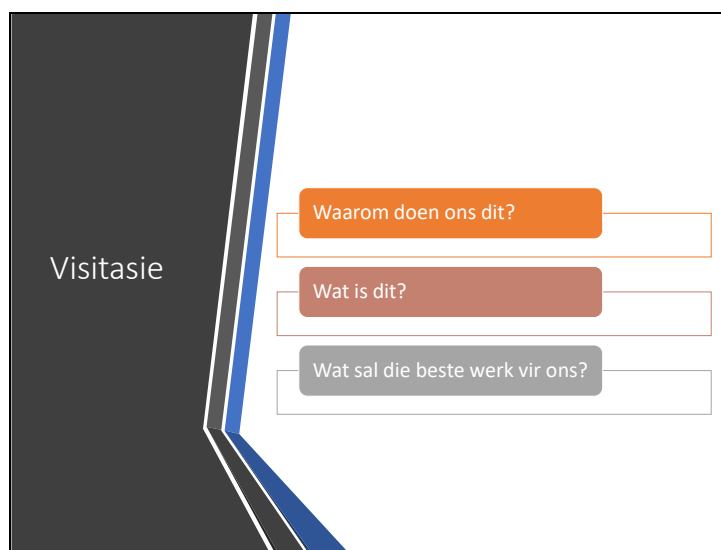 Visitasie
Waarom doen ons dit?
Wat is dit?
Wat sal die beste werk vir ons?